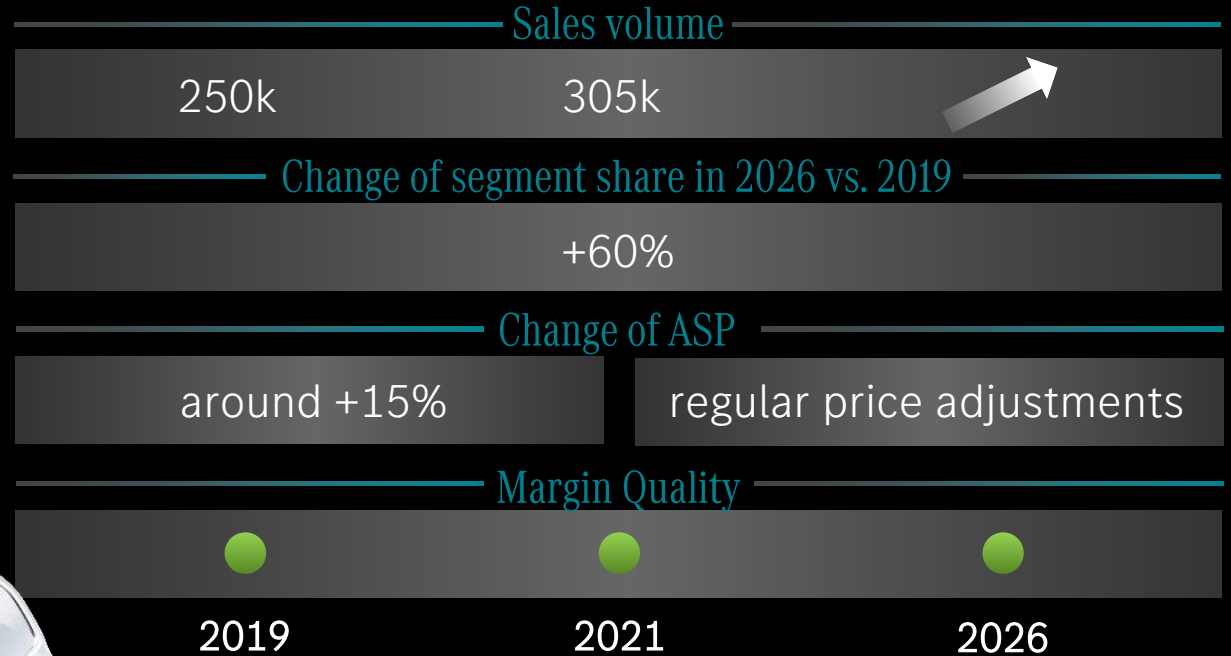 Sales volume
250k 305k
Change of segment share in 2026 vs. 2019
+60%
Change of ASP
around +15% regular price adjustments
Margin Quality
2019 2021 2026